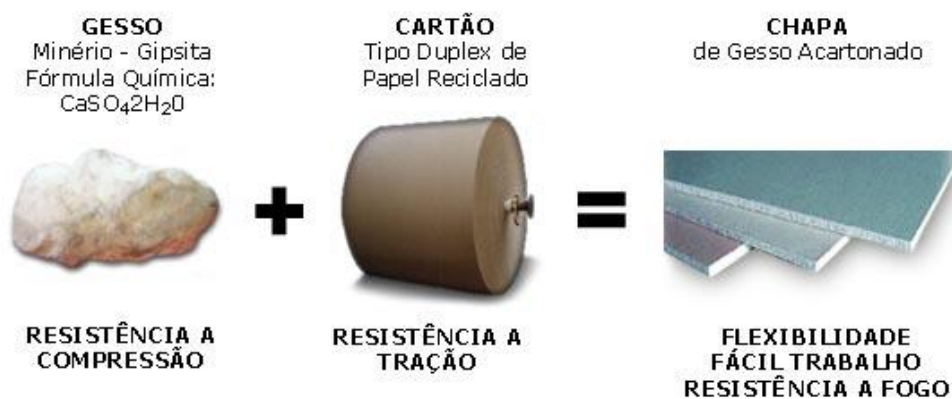 GESSO
Minério - Gipsita
Fórmula Química:
CaSO42H20
CARTÃO
Tipo Duplex de
Papel Reciclado
CHAPA
de Gesso Acartonado
+
=
RESISTÊNCIA A
COMPRESSÃO
RESISTÊNCIA A
TRAÇÃO
FLEXIBILIDADE
FÁCIL TRABALHO
RESISTÊNCIA A FOGO